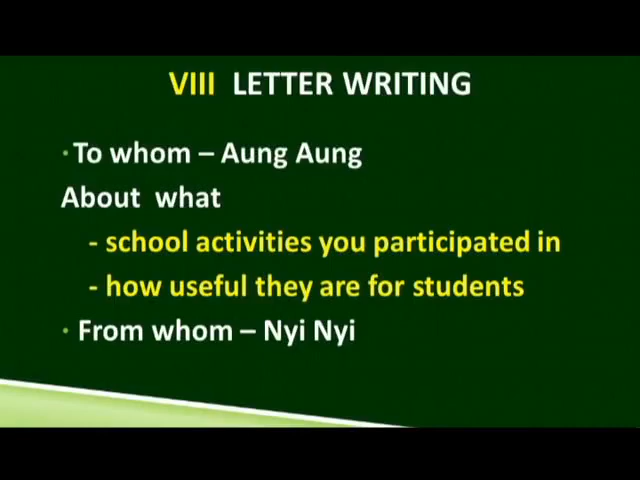 VIII LETTER WRITING
• To whom – Aung Aung
About what
- school activities you participated in
- how useful they are for students
• From whom – Nyi Nyi